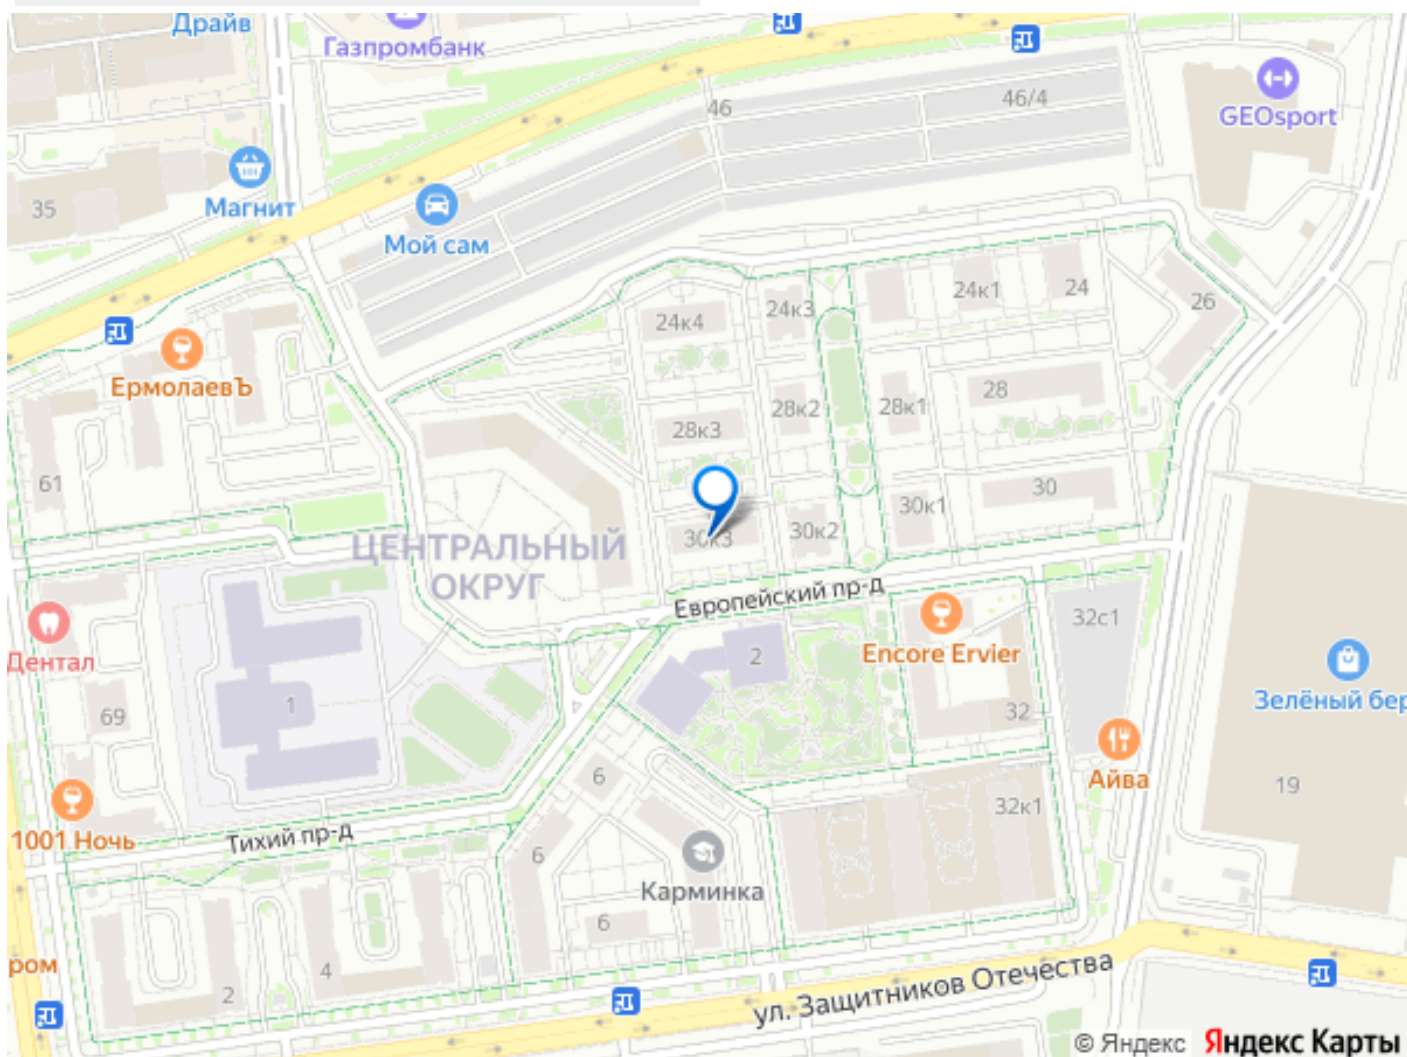 Драйв
Газпромбанк
46
46/4
GEOsport
35
Магнит
Мой сам
24к4
24к3
24к1
24
26
ЕрмолаевЪ
28к3
28к2
28к1
28
61
30к3
30к2
30к1
30
ЦЕНТРАЛЬНЫЙ
ОКРУГ
Европейский пр-д
32с1
Дентал
Encore Ervier
2
Зелёный бер
69
1
32
Айва
6
19
32к1
1001 Ночь
Тихий пр-д
6
Карминка
6
ром
4
2
ул. Защитников Отечества
© Яндекс Яндекс Карты